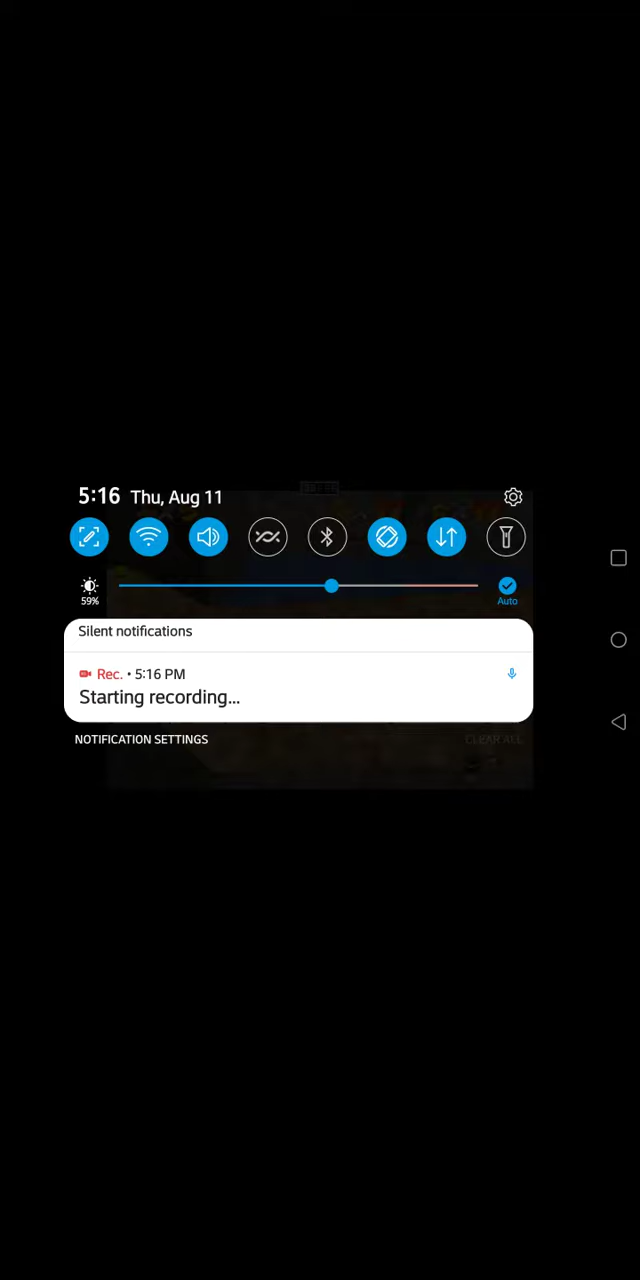 5:16 Thu, Aug 11
59%
Auto
Silent notifications
Rec. • 5:16 PM
Starting recording...
NOTIFICATION SETTINGS
CLEAR ALL